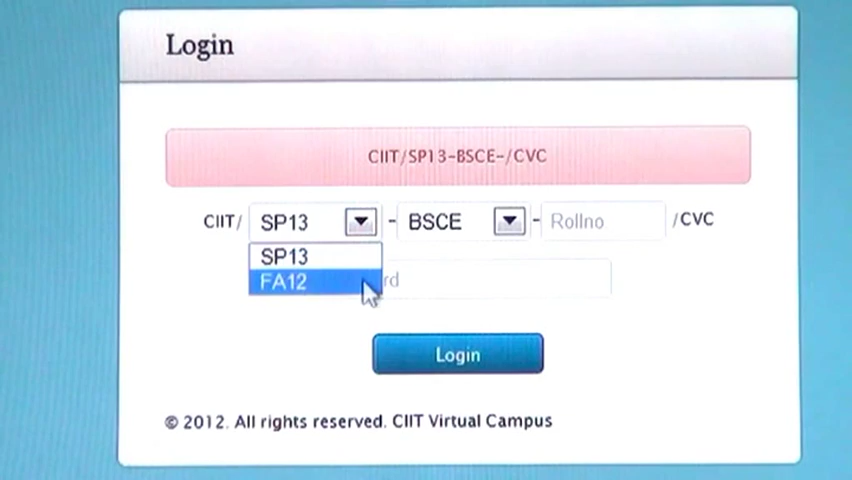 Login
CIIT/SP13-BSCE-/CVC
CIIT/ SP13 - BSCE - Rollno /CVC
SP13
FA12 rd
Login
© 2012. All rights reserved. CIIT Virtual Campus